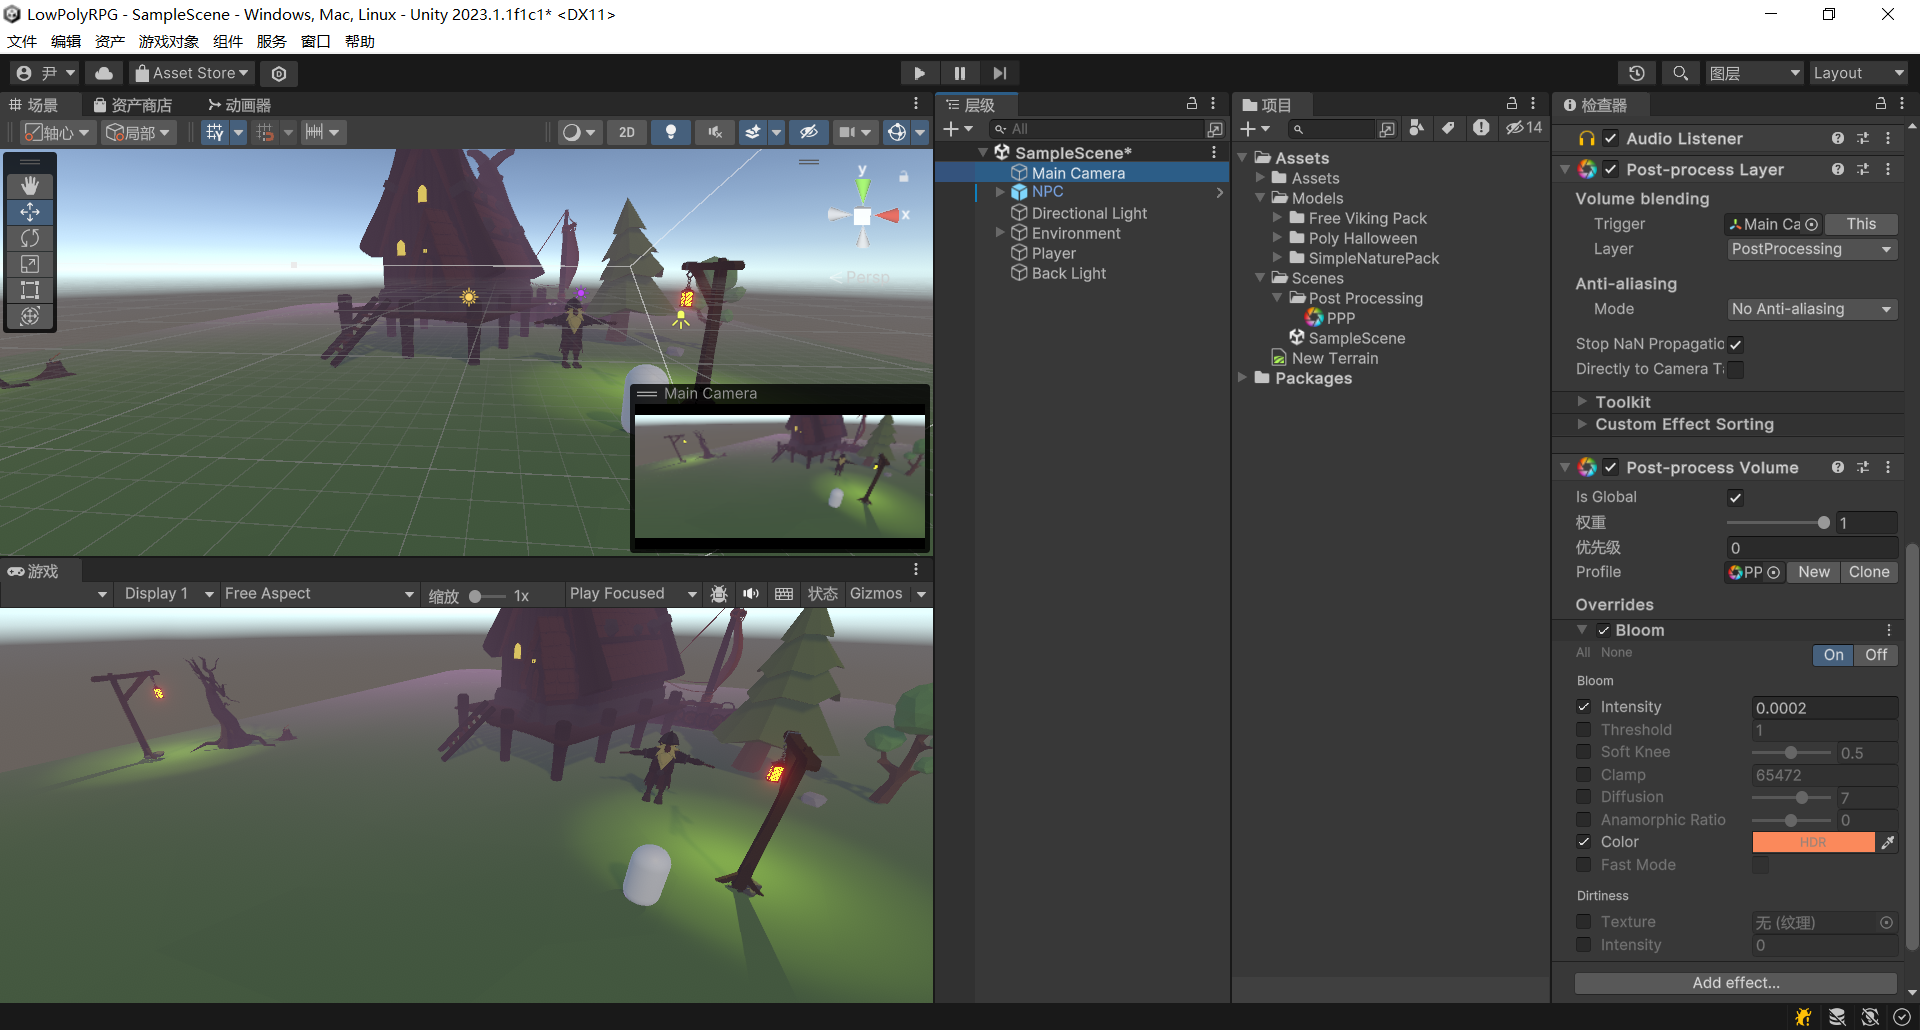 LowPolyRPG - SampleScene - Windows, Mac, Linux - Unity 2023.1.1f1c1* <DX11>
文件 编辑 资产 游戏对象 组件 服务 窗口 帮助
尹 Asset Store 图层 Layout
场景 资产商店 动画器
轴心 局部 2D
y
x
Persp
Main Camera
游戏
Display 1 Free Aspect 缩放 1x Play Focused 状态 Gizmos
层级
All
SampleScene*
Main Camera
NPC
Directional Light
Environment
Player
Back Light
项目
14
Assets
Assets
Models
Free Viking Pack
Poly Halloween
SimpleNaturePack
Scenes
Post Processing
PPP
SampleScene
New Terrain
Packages
检查器
Audio Listener
Post-process Layer
Volume blending
Trigger Main Ca This
Layer PostProcessing
Anti-aliasing
Mode No Anti-aliasing
Stop NaN Propagatio
Directly to Camera T
Toolkit
Custom Effect Sorting
Post-process Volume
Is Global
权重 1
优先级 0
Profile PP New Clone
Overrides
Bloom
All None On Off
Bloom
Intensity 0.0002
Threshold 1
Soft Knee 0.5
Clamp 65472
Diffusion 7
Anamorphic Ratio 0
Color HDR
Fast Mode
Dirtiness
Texture 无 (纹理)
Intensity 0
Add effect...